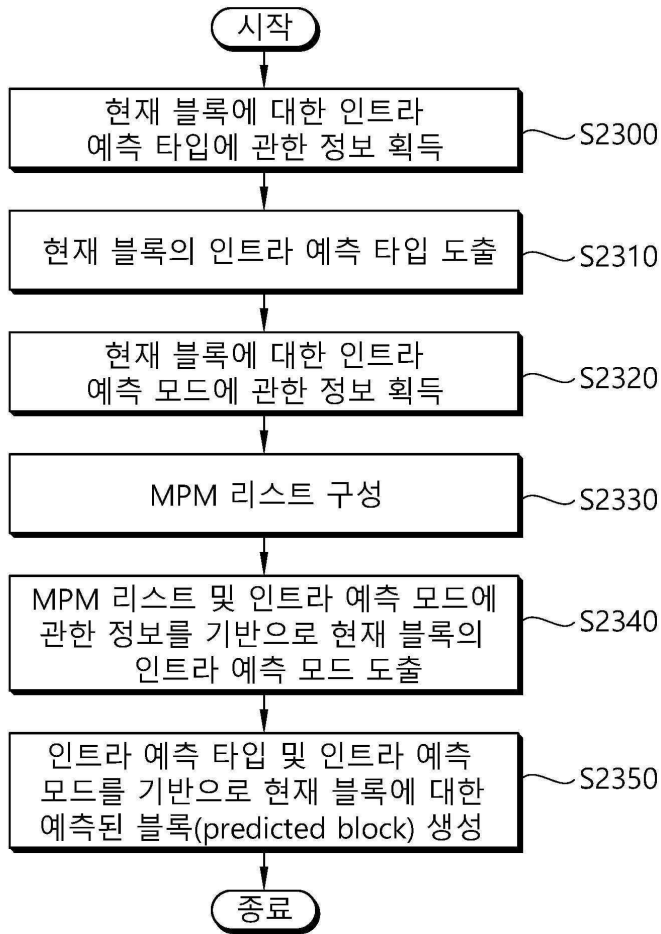 시작
현재 블록에 대한 인트라
예측 타입에 관한 정보 획득
S2300
현재 블록의 인트라 예측 타입 도출
S2310
현재 블록에 대한 인트라
예측 모드에 관한 정보 획득
S2320
MPM 리스트 구성
S2330
MPM 리스트 및 인트라 예측 모드에
관한 정보를 기반으로 현재 블록의
인트라 예측 모드 도출
S2340
인트라 예측 타입 및 인트라 예측
모드를 기반으로 현재 블록에 대한
예측된 블록(predicted block) 생성
S2350
종료